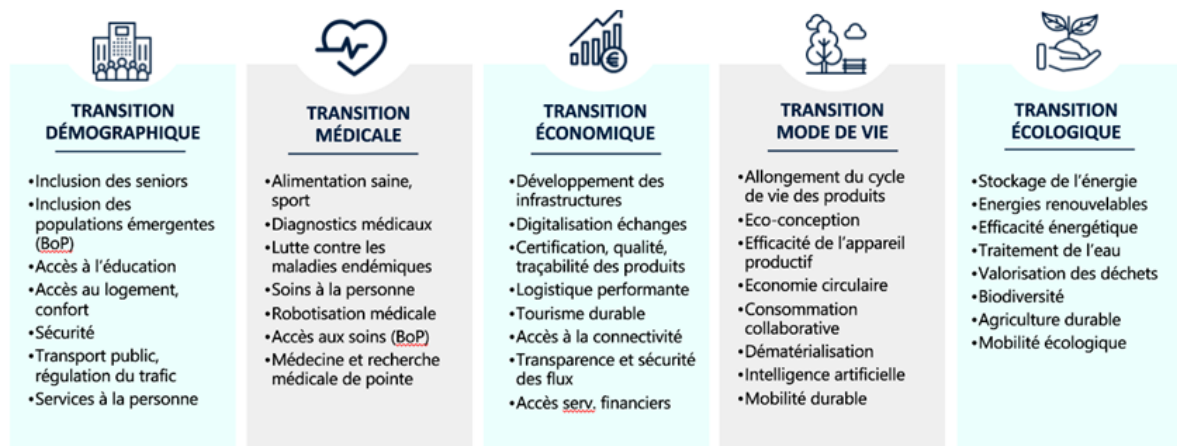 TRANSITION
DÉMOGRAPHIQUE
•Inclusion des seniors
•Inclusion des
populations émergentes
(BoP)
•Accès à l'éducation
•Accès au logement,
confort
•Sécurité
•Transport public,
régulation du trafic
•Services à la personne
TRANSITION
MÉDICALE
•Alimentation saine,
sport
•Diagnostics médicaux
•Lutte contre les
maladies endémiques
•Soins à la personne
•Robotisation médicale
•Accès aux soins (BoP)
•Médecine et recherche
médicale de pointe
TRANSITION
ÉCONOMIQUE
•Développement des
infrastructures
•Digitalisation échanges
•Certification, qualité,
traçabilité des produits
•Logistique performante
•Tourisme durable
•Accès à la connectivité
•Transparence et sécurité
des flux
•Accès serv. financiers
TRANSITION
MODE DE VIE
•Allongement du cycle
de vie des produits
•Eco-conception
•Efficacité de l'appareil
productif
•Economie circulaire
•Consommation
collaborative
•Dématérialisation
•Intelligence artificielle
•Mobilité durable
TRANSITION
ÉCOLOGIQUE
•Stockage de l'énergie
•Energies renouvelables
•Efficacité énergétique
•Traitement de l'eau
•Valorisation des déchets
•Biodiversité
•Agriculture durable
•Mobilité écologique